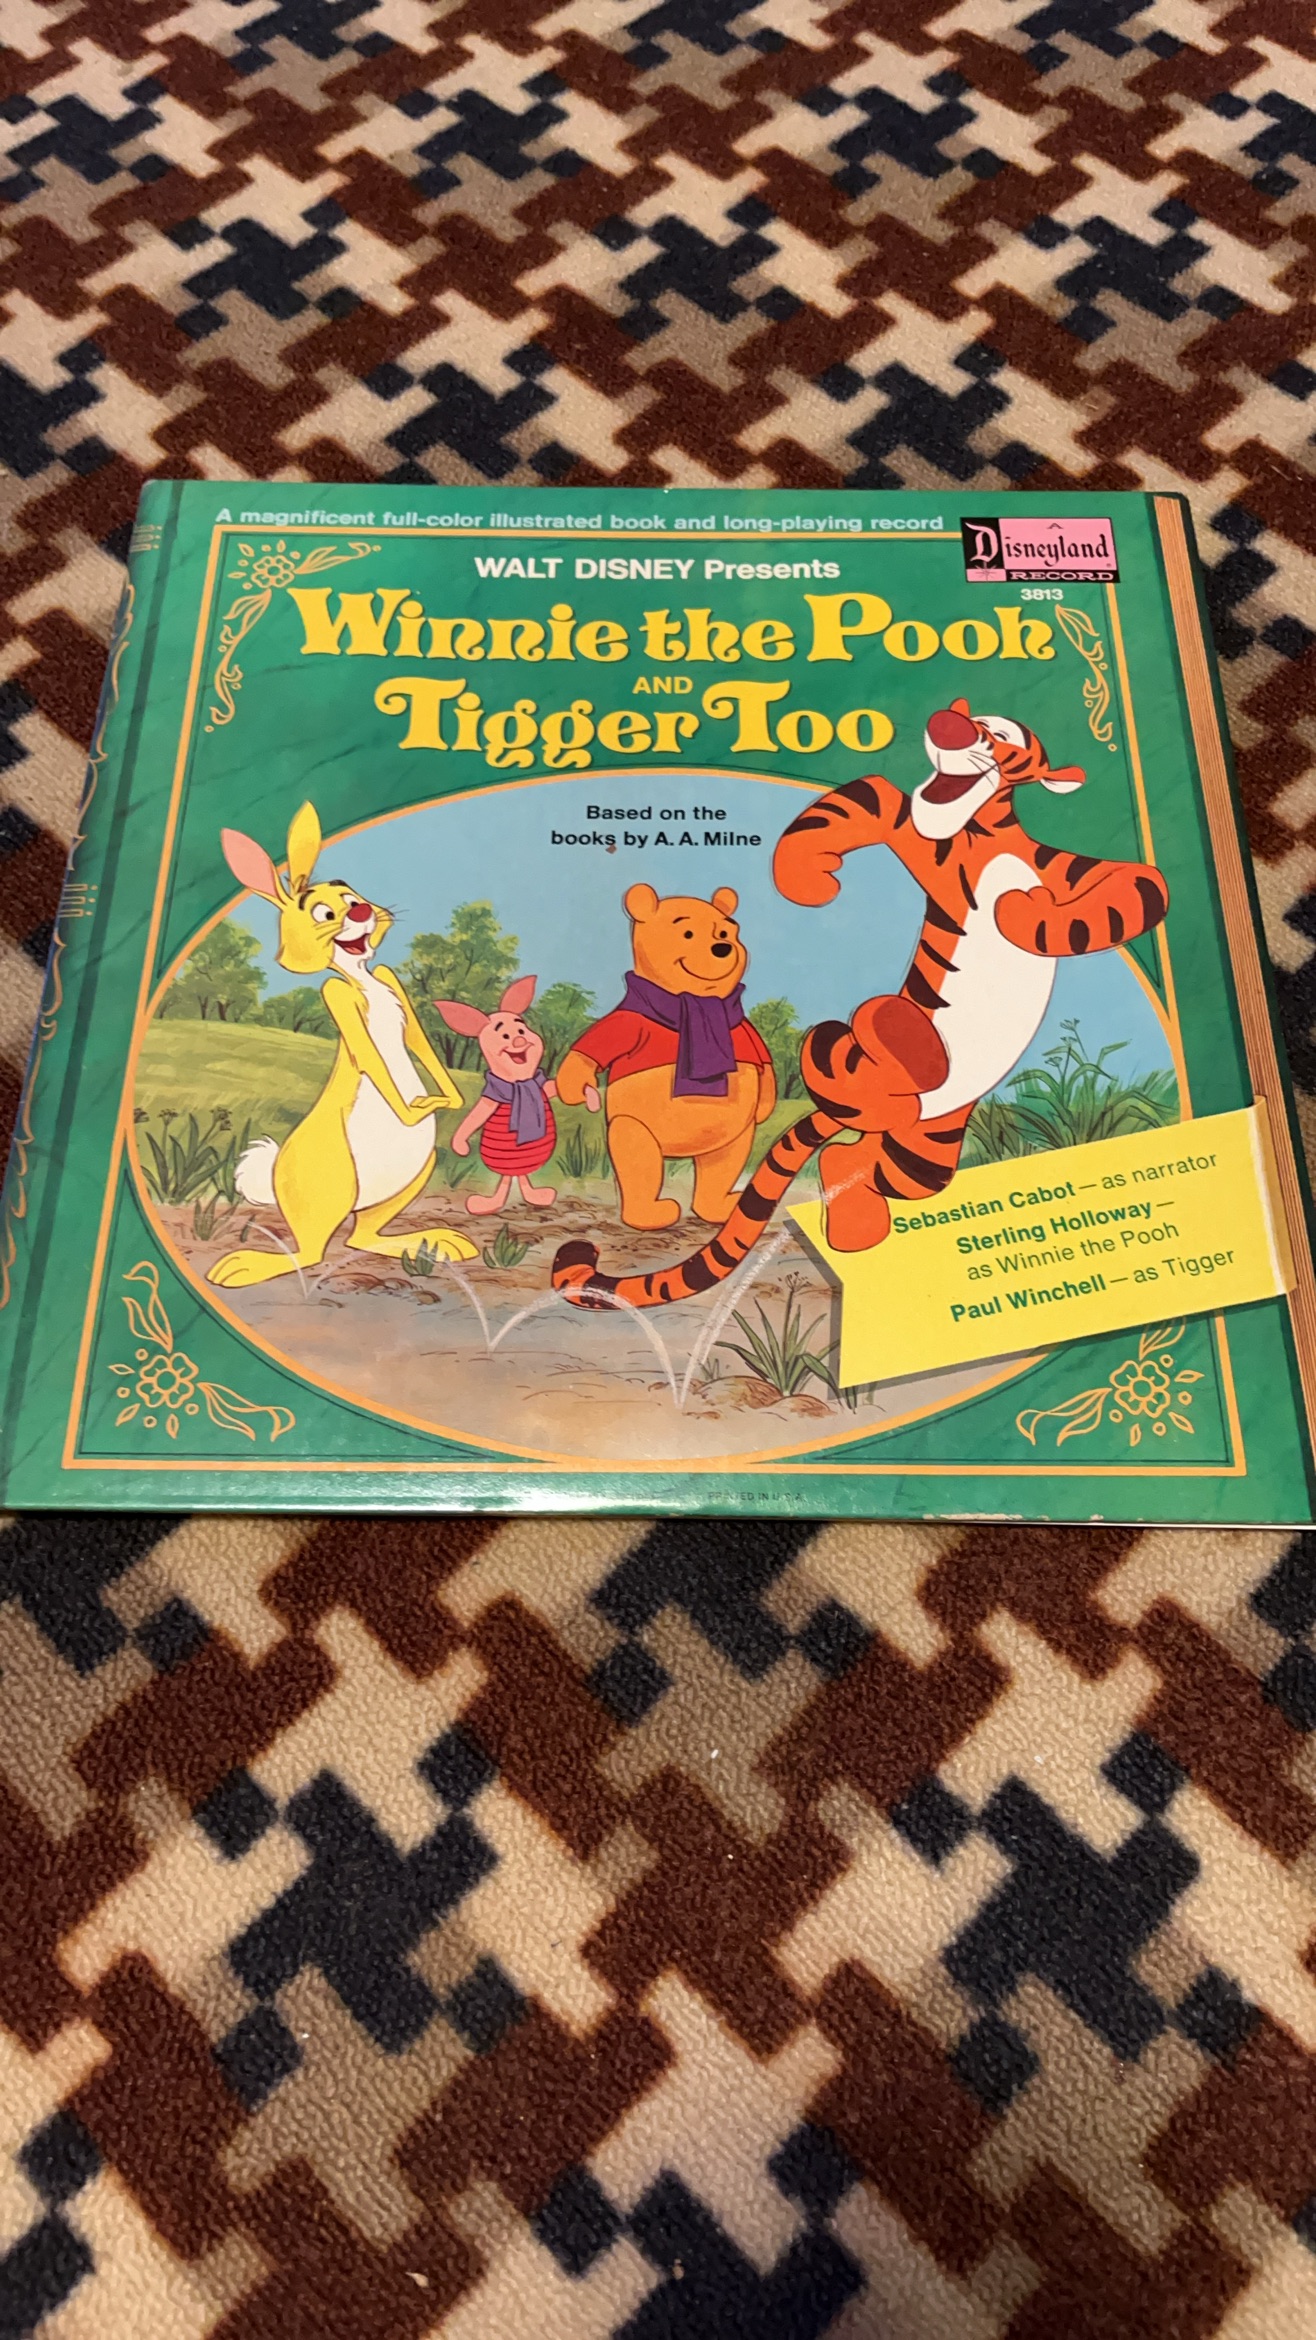 A magnificent full-color illustrated book and long-playing record
Disneyland
RECORD
3813
WALT DISNEY Presents
Winnie the Pooh
AND
Tigger Too
Based on the
books by A. A. Milne
Sebastian Cabot — as narrator
Sterling Holloway —
as Winnie the Pooh
Paul Winchell — as Tigger
PRINTED IN U.S.A.